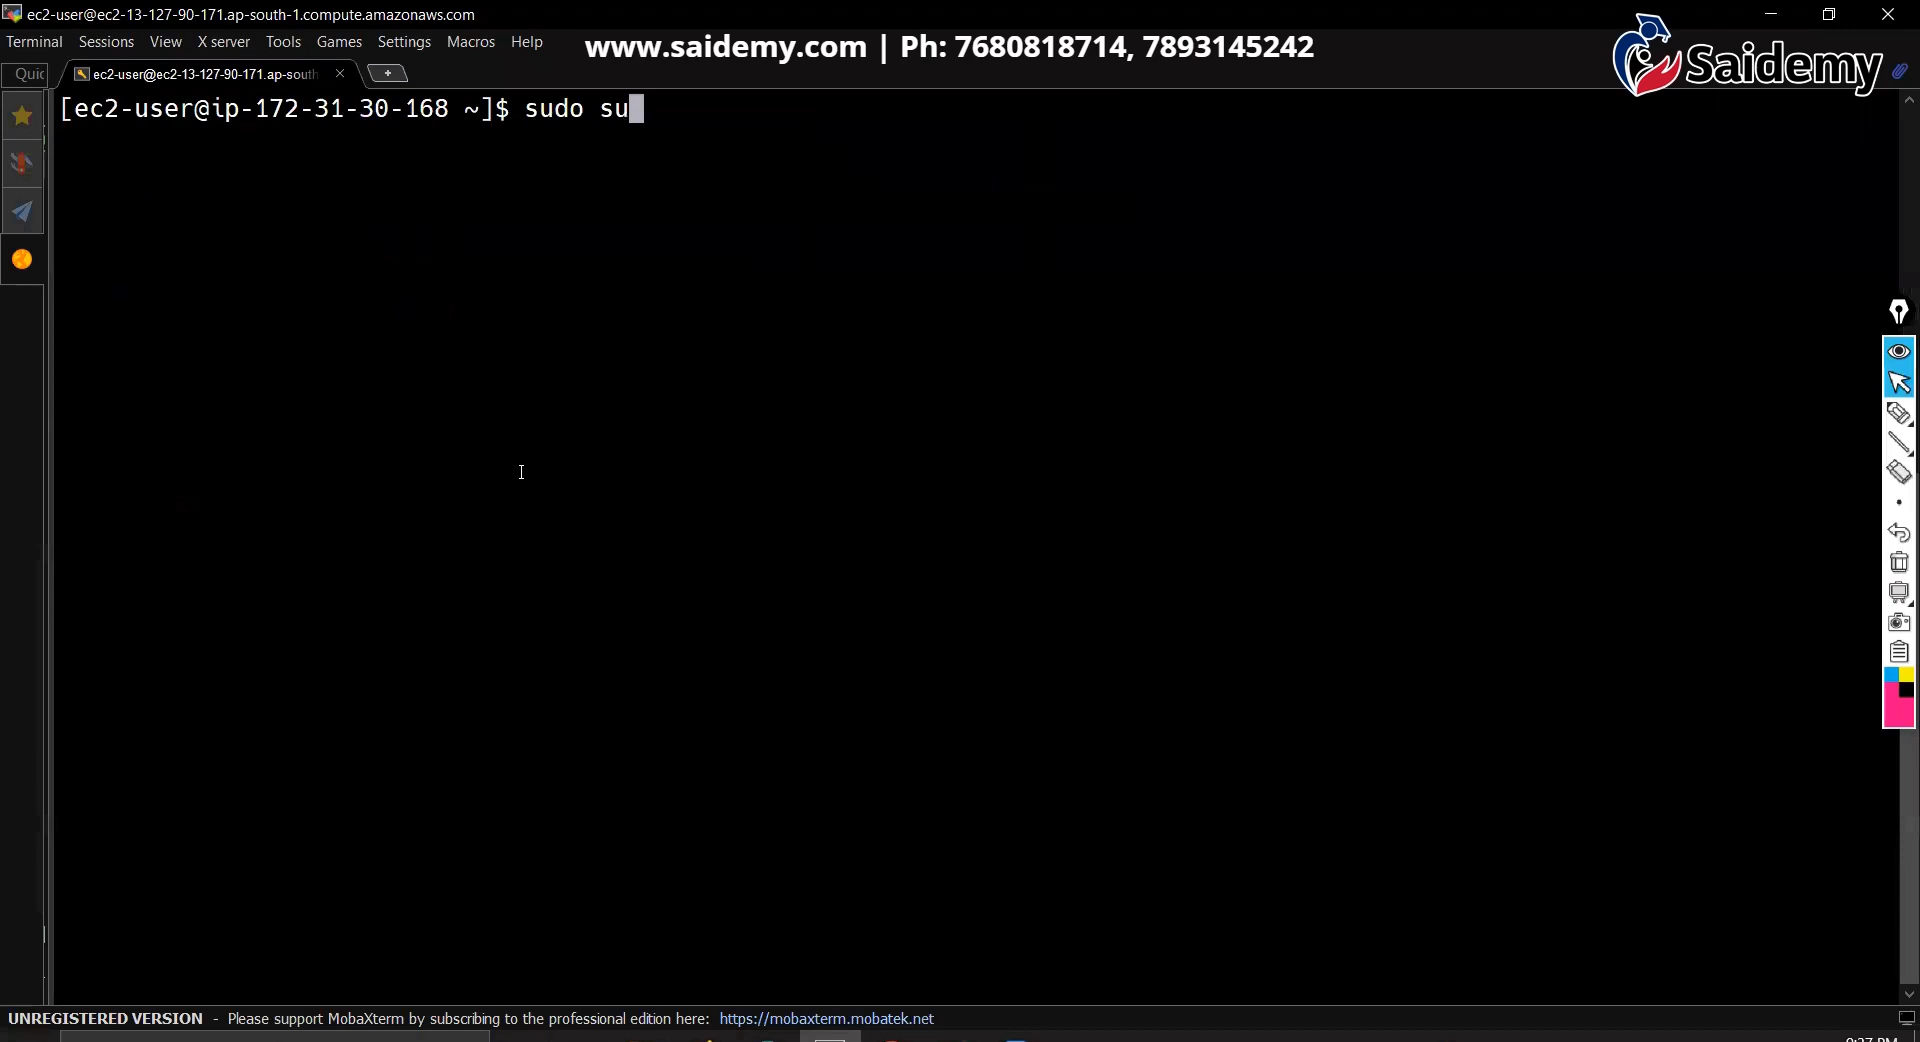 ec2-user@ec2-13-127-90-171.ap-south-1.compute.amazonaws.com
Terminal Sessions View X server Tools Games Settings Macros Help
www.saidemy.com | Ph: 7680818714, 7893145242
Saidemy
Quic
ec2-user@ec2-13-127-90-171.ap-south
[ec2-user@ip-172-31-30-168 ~]$ sudo su
UNREGISTERED VERSION - Please support MobaXterm by subscribing to the professional edition here: https://mobaxterm.mobatek.net